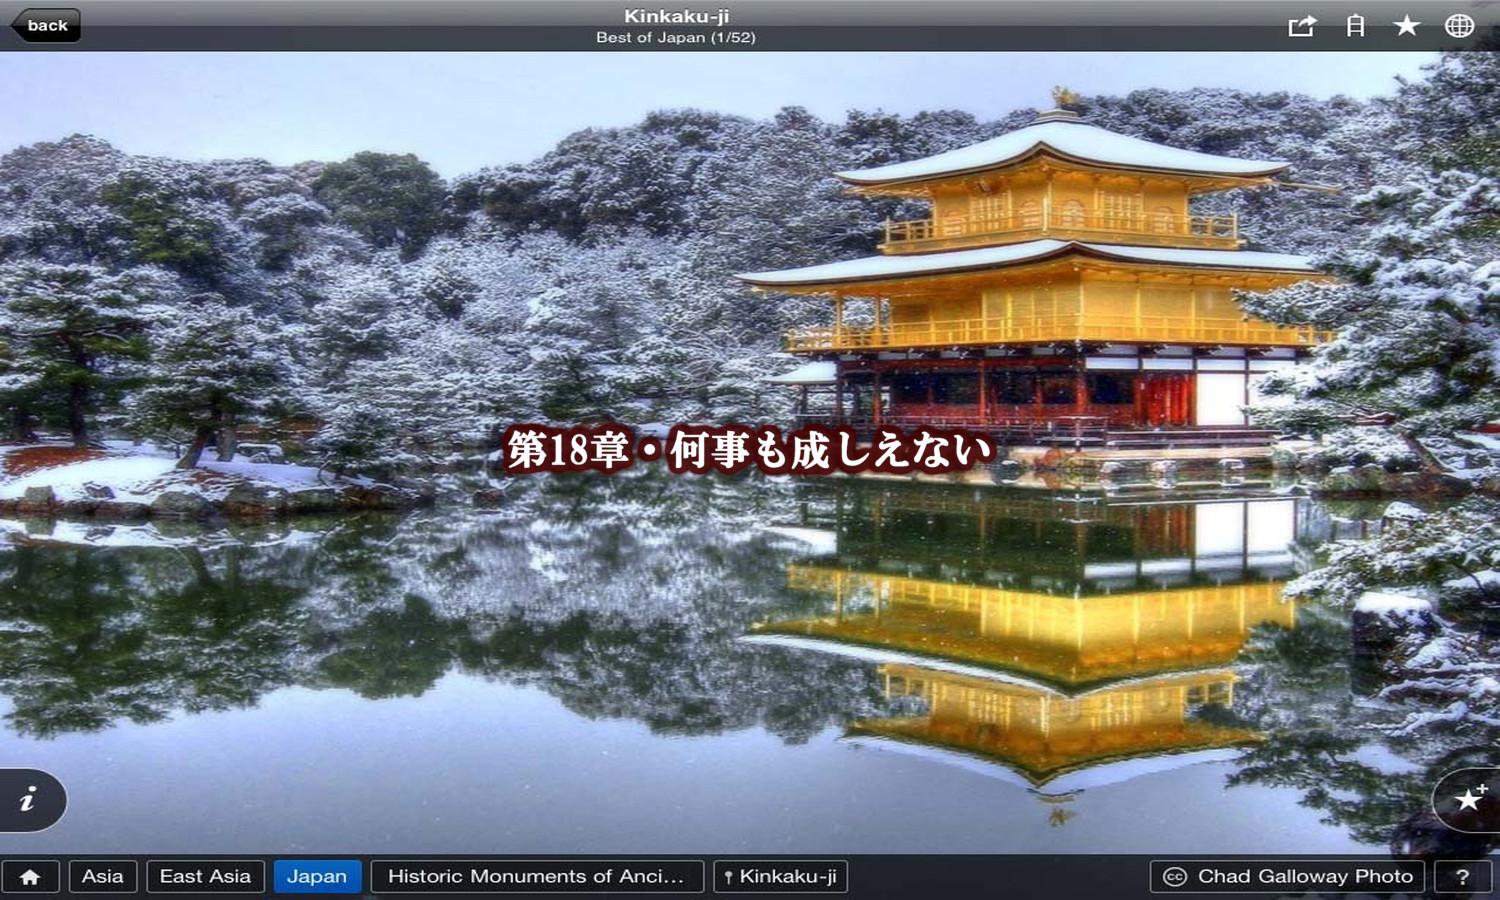 back
Kinkaku-ji
Best of Japan (1/52)
第18章・何事も成しえない
i
Asia
East Asia
Japan
Historic Monuments of Anci...
Kinkaku-ji
cc Chad Galloway Photo
?